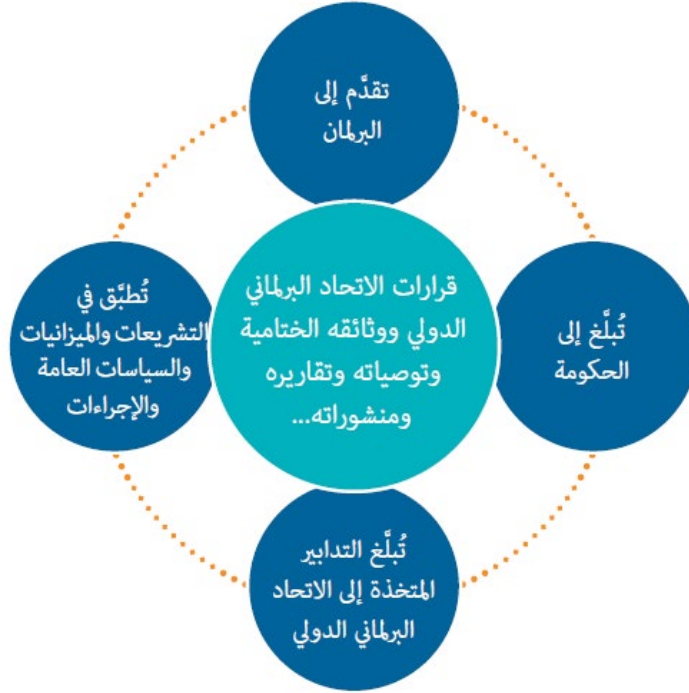 تقدَّم إلى
البرلمان
قرارات الاتحاد البرلماني
الدولي ووثائقه الختامية
وتوصياته وتقاريره
ومنشوراته...
تُبلَّغ إلى
الحكومة
تُطبَّق في
التشريعات والميزانيات
والسياسات العامة
والإجراءات
تُبلَّغ التدابير
المتخذة إلى الاتحاد
البرلماني الدولي